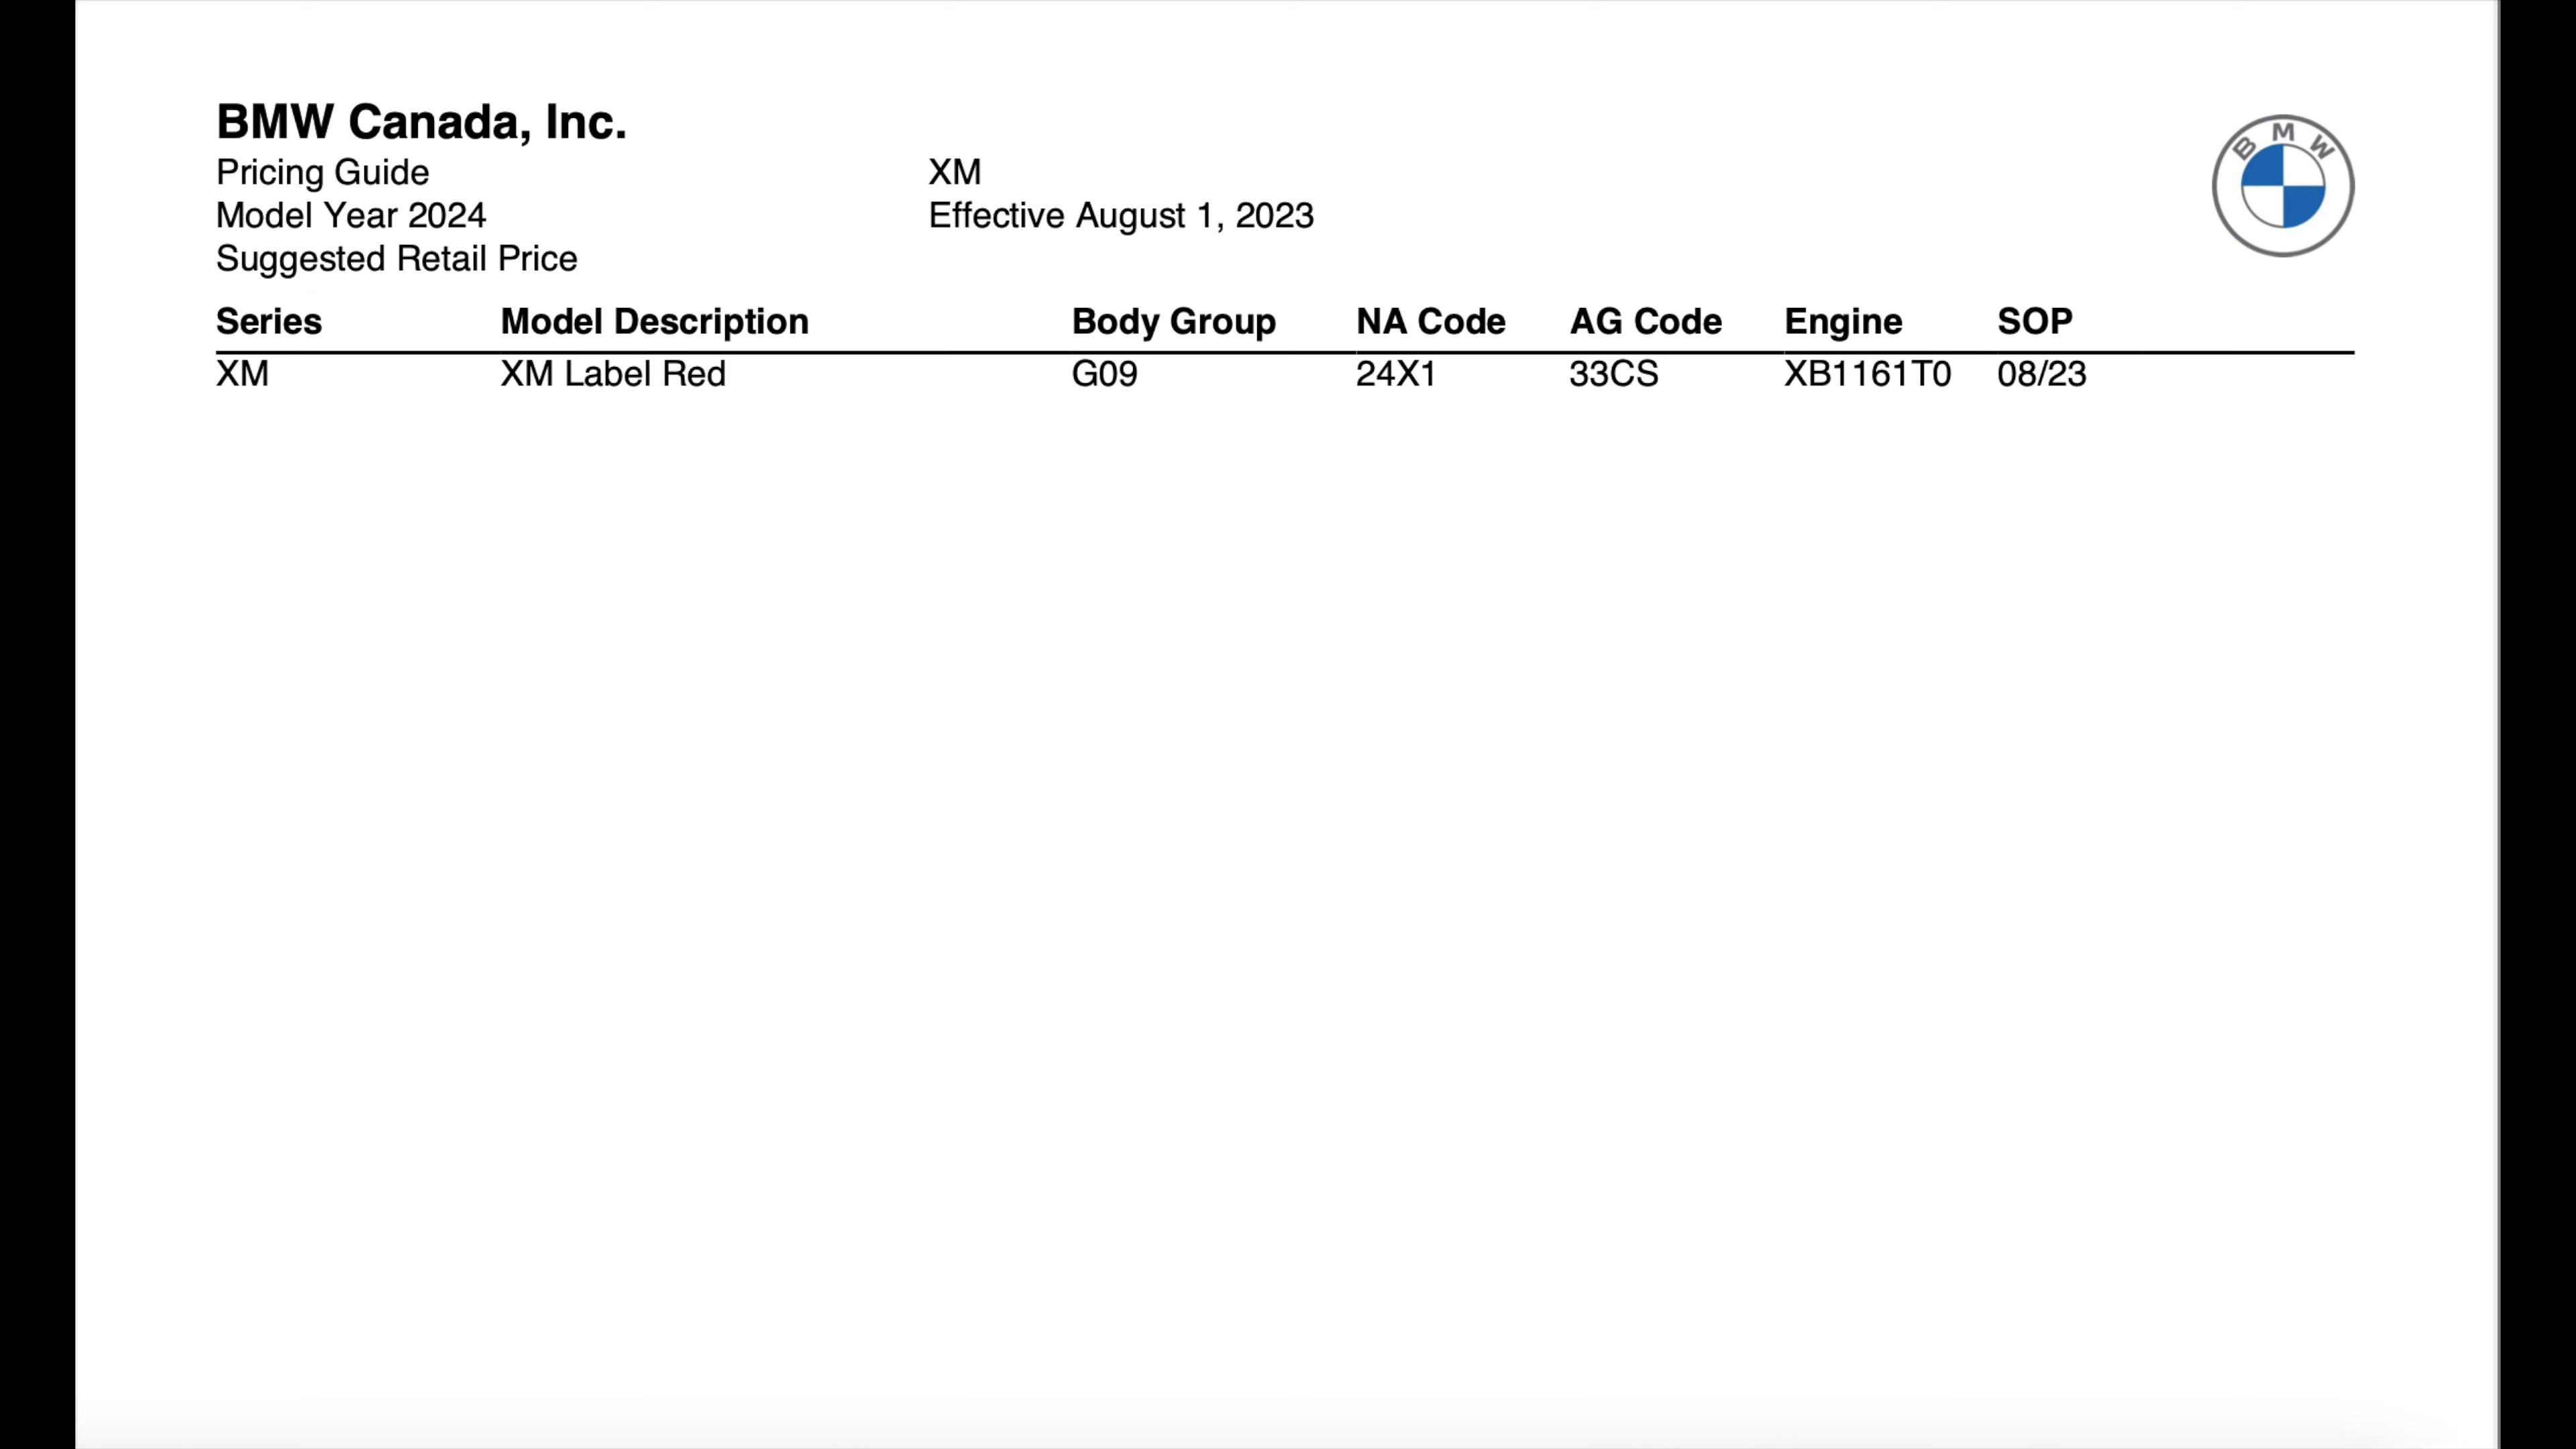 BMW Canada, Inc.
Pricing Guide XM
Model Year 2024 Effective August 1, 2023
Suggested Retail Price
BMW
Series Model Description Body Group NA Code AG Code Engine SOP
XM XM Label Red G09 24X1 33CS XB1161T0 08/23